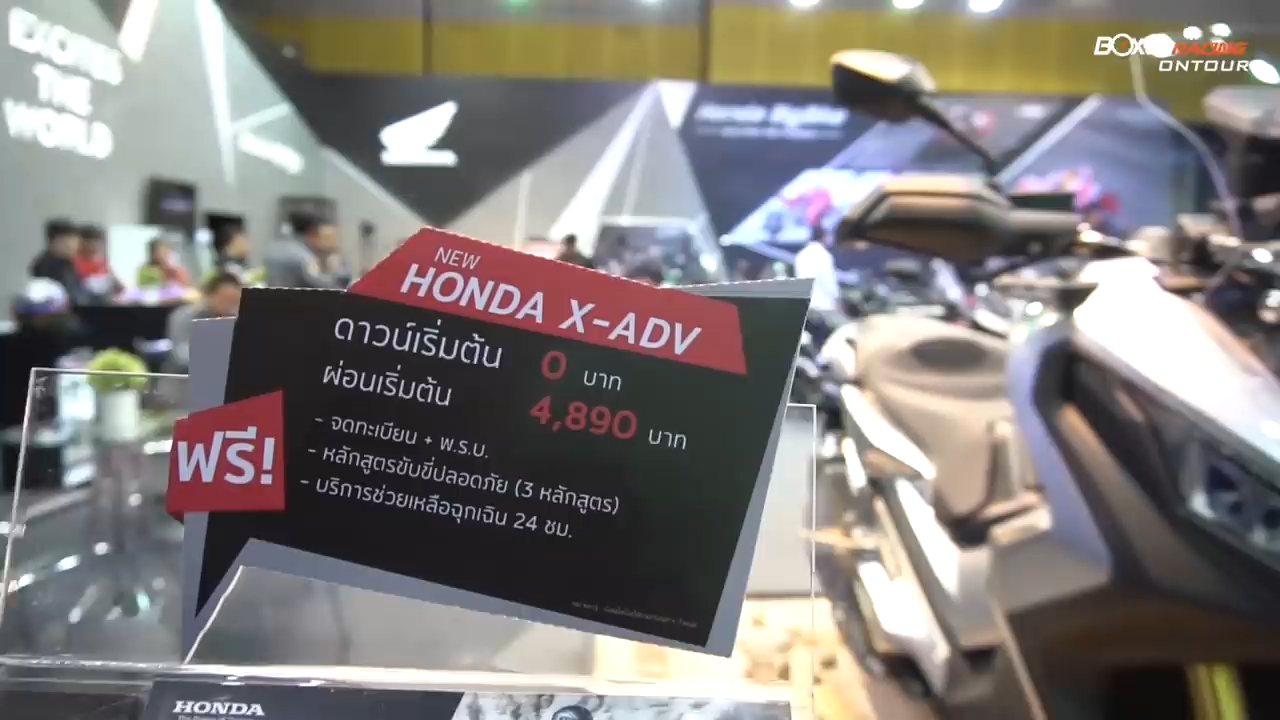 BOX RACING
ONTOUR
EXCITES
THE
WORLD
Honda BigBike
NEW
HONDA X-ADV
ดาวน์เริ่มต้น 0 บาท
ผ่อนเริ่มต้น 4,890 บาท
ฟรี!
- จดทะเบียน + พ.ร.บ.
- หลักสูตรขับขี่ปลอดภัย (3 หลักสูตร)
- บริการช่วยเหลือฉุกเฉิน 24 ชม.
HONDA